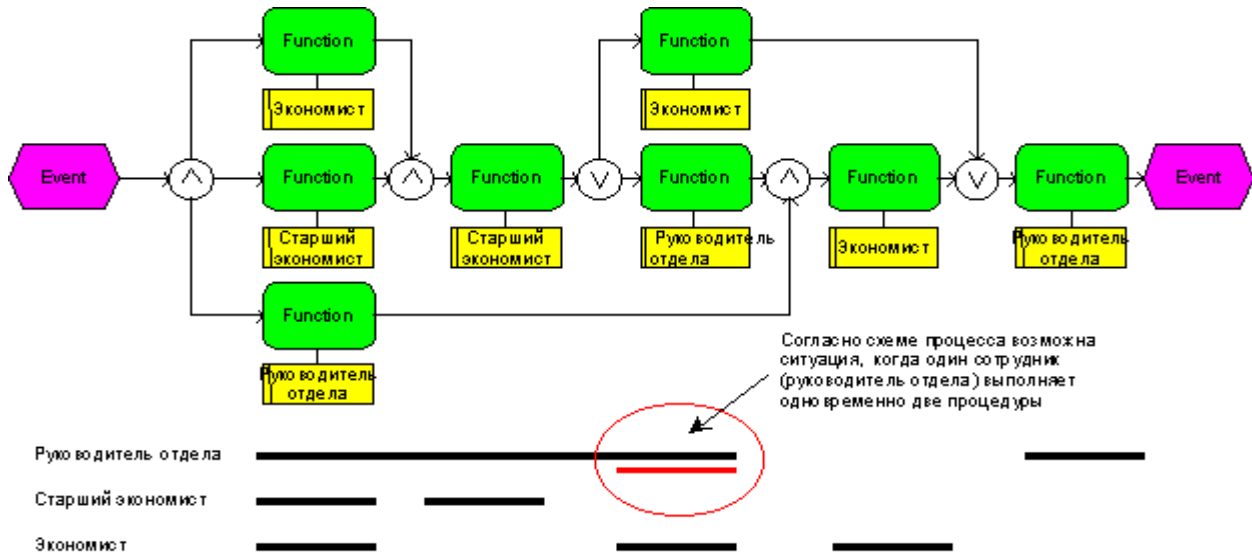 Function
Function
Экономист
Экономист
Event
^
Function
^
Function
v
Function
^
Function
v
Function
Event
Старший
экономист
Старший
экономист
Руководитель
отдела
Экономист
Руководитель
отдела
Function
Руководитель
отдела
Согласно схеме процесса возможна
ситуация, когда один сотрудник
(руководитель отдела) выполняет
одновременно две процедуры
Руководитель отдела
Старший экономист
Экономист